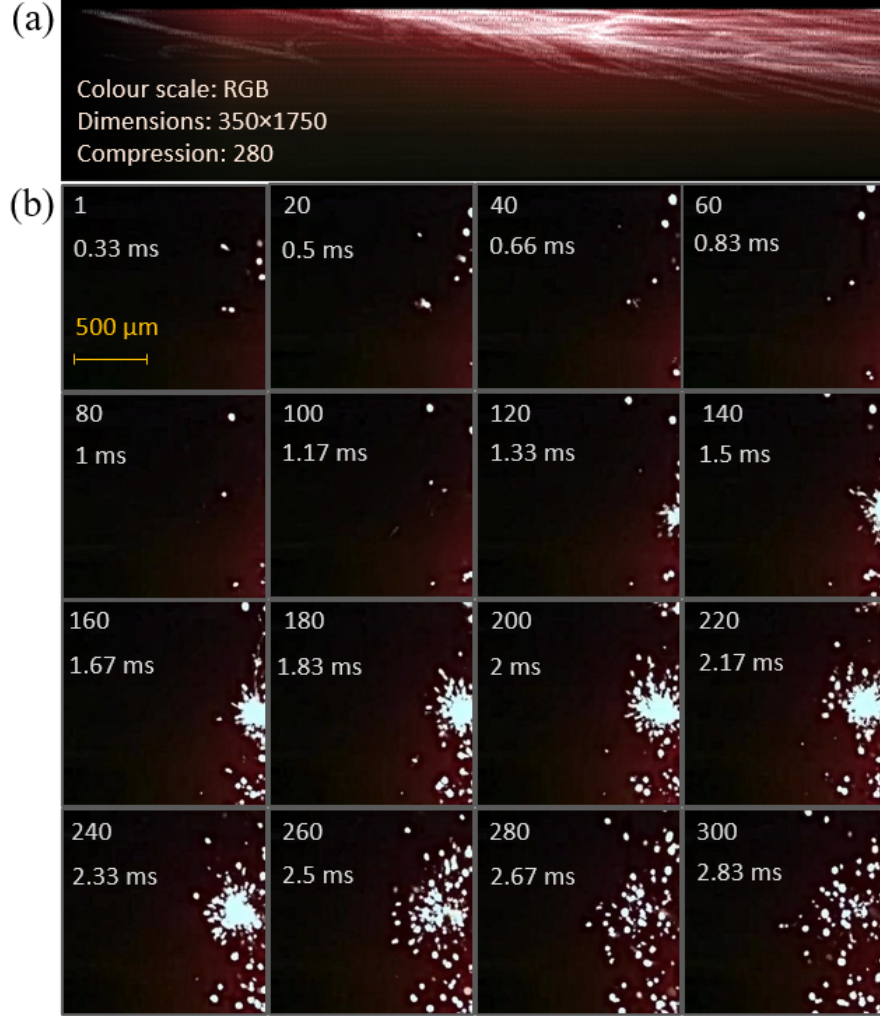 (a)
Colour scale: RGB
Dimensions: 350×1750
Compression: 280
(b)
1
0.33 ms
500 µm
20
0.5 ms
40
0.66 ms
60
0.83 ms
80
1 ms
100
1.17 ms
120
1.33 ms
140
1.5 ms
160
1.67 ms
180
1.83 ms
200
2 ms
220
2.17 ms
240
2.33 ms
260
2.5 ms
280
2.67 ms
300
2.83 ms